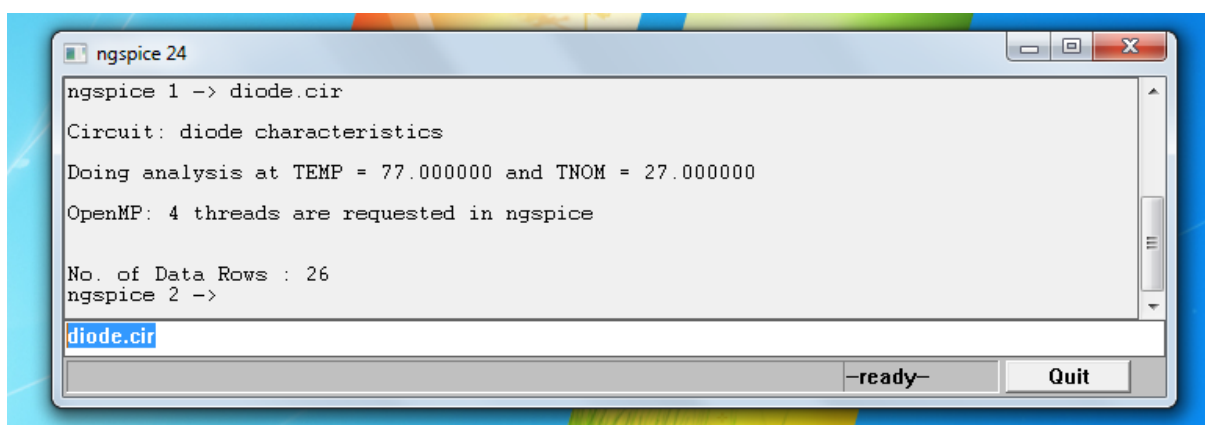 ngspice 24
ngspice 1 -> diode.cir
Circuit: diode characteristics
Doing analysis at TEMP = 77.000000 and TNOM = 27.000000
OpenMP: 4 threads are requested in ngspice
No. of Data Rows : 26
ngspice 2 ->
diode.cir
--ready-- Quit